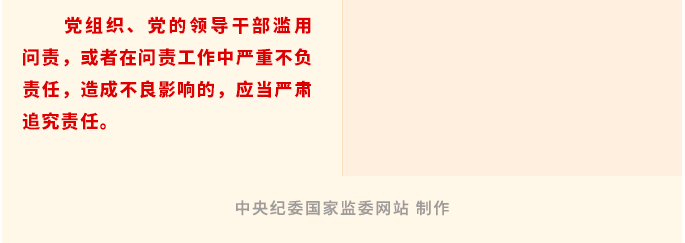 党组织、党的领导干部滥用
问责，或者在问责工作中严重不负
责任，造成不良影响的，应当严肃
追究责任。
中央纪委国家监委网站 制作